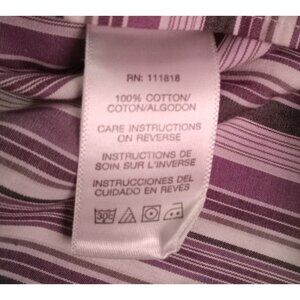 RN: 111818
100% COTTON/
COTON/ALGODON
CARE INSTRUCTIONS
ON REVERSE
INSTRUCTIONS DE
SOIN SUR L'INVERSE
INSTRUCCIONES DEL
CUIDADO EN REVES